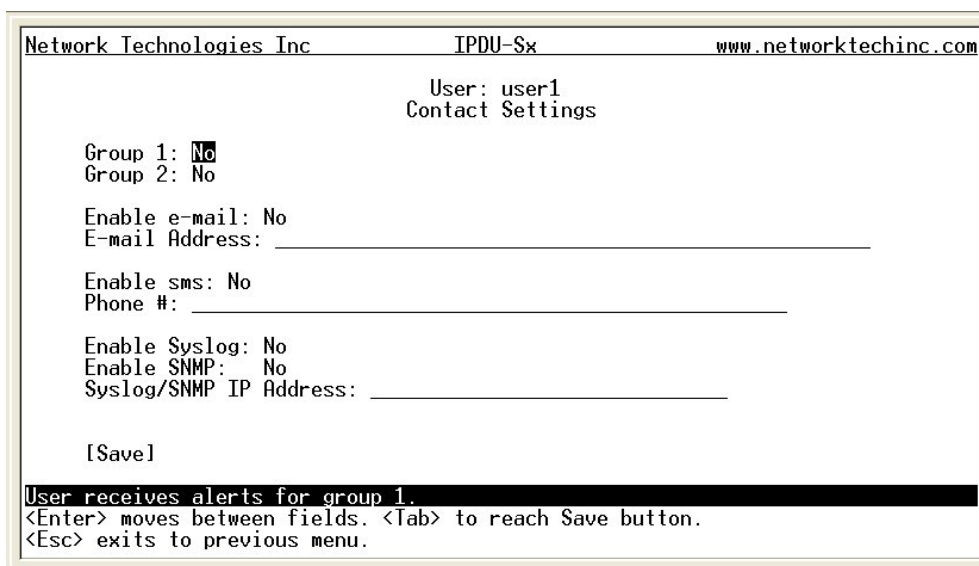 Network Technologies Inc IPDU-Sx www.networktechinc.com
User: user1
Contact Settings
Group 1: No
Group 2: No
Enable e-mail: No
E-mail Address: ____________________
Enable sms: No
Phone #: ____________________
Enable Syslog: No
Enable SNMP: No
Syslog/SNMP IP Address: ____________________
[Save]
User receives alerts for group 1.
<Enter> moves between fields. <Tab> to reach Save button.
<Esc> exits to previous menu.